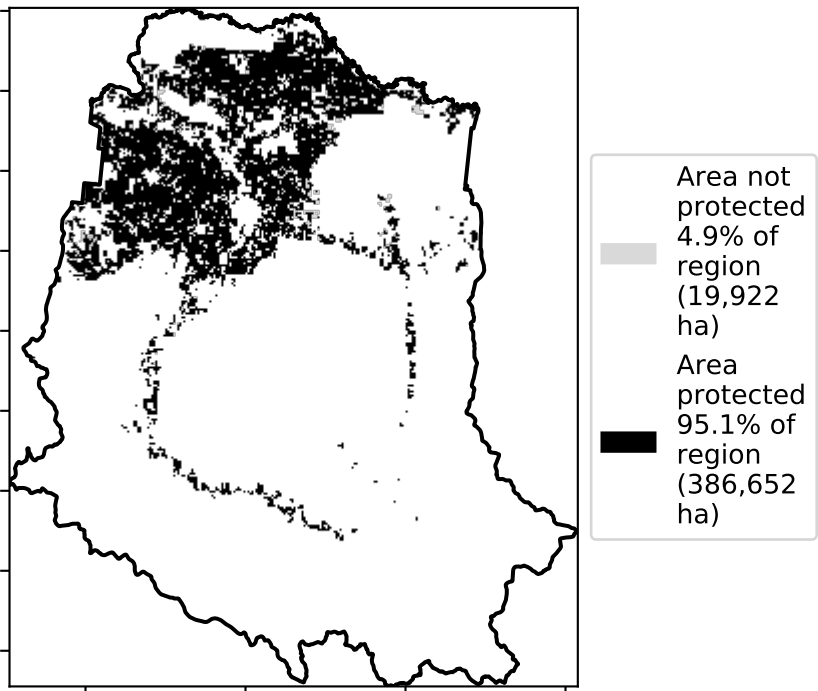 Area not
protected
4.9% of
region
(19,922
ha)
Area
protected
95.1% of
region
(386,652
ha)